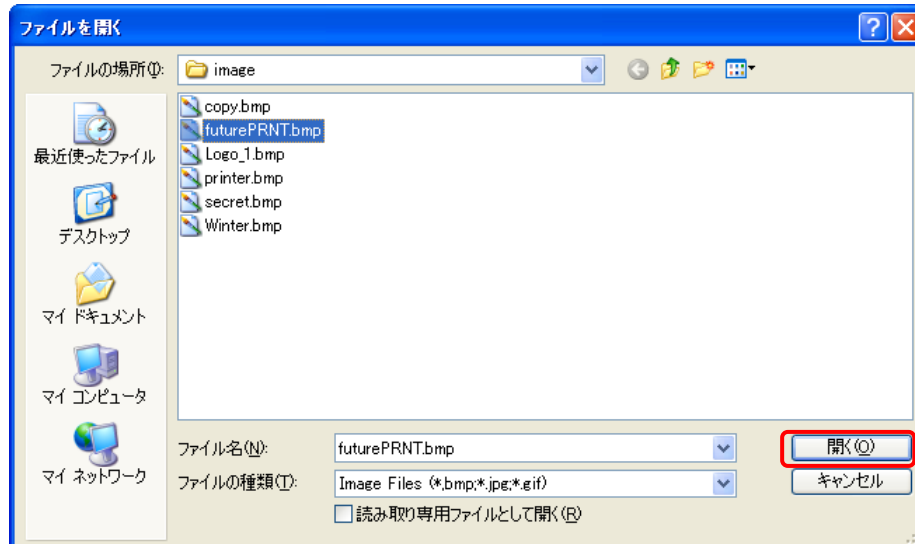 ファイルを開く
ファイルの場所(I):
image
copy.bmp
futurePRNT.bmp
Logo_1.bmp
printer.bmp
secret.bmp
Winter.bmp
最近使ったファイル
デスクトップ
マイ ドキュメント
マイ コンピュータ
マイ ネットワーク
ファイル名(N):
futurePRNT.bmp
開く(O)
ファイルの種類(T):
Image Files (*.bmp;*.jpg;*.gif)
キャンセル
読み取り専用ファイルとして開く(R)